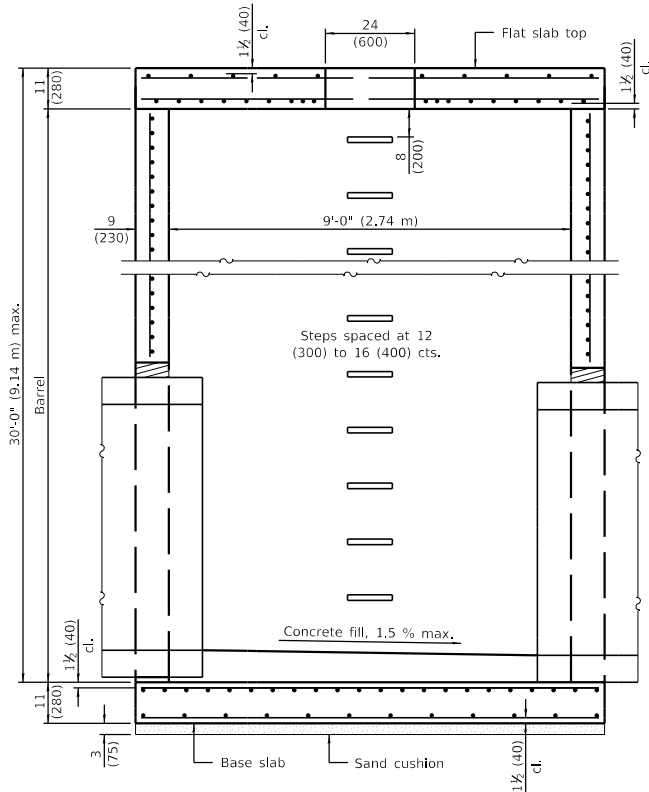 24
(600)
Flat slab top
1½ (40)
cl.
1½ (40)
cl.
11
(280)
8
(200)
9
(230)
9'-0" (2.74 m)
30'-0" (9.14 m) max.
Barrel
Steps spaced at 12
(300) to 16 (400) cts.
Concrete fill, 1.5 % max.
1½ (40)
cl.
11
(280)
3
(75)
Base slab
Sand cushion
1½ (40)
cl.